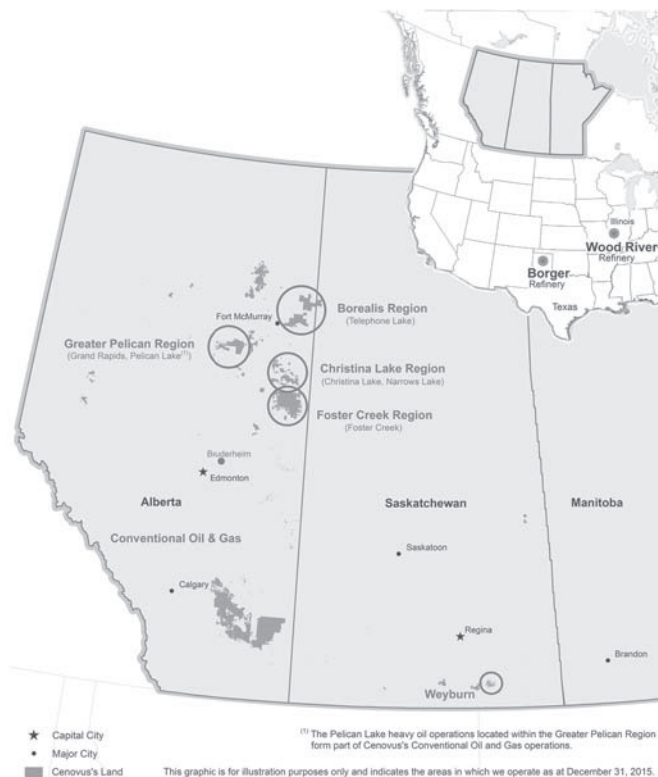 Illinois
Wood River
Refinery
Borger
Refinery
Texas
Borealis Region
(Telephone Lake)
Fort McMurray
Greater Pelican Region
(Grand Rapids, Pelican Lake⁽¹⁾)
Christina Lake Region
(Christina Lake, Narrows Lake)
Foster Creek Region
(Foster Creek)
Bruderheim
Edmonton
Alberta
Saskatchewan
Manitoba
Conventional Oil & Gas
Saskatoon
Calgary
Regina
Brandon
Weyburn
Capital City
Major City
Cenovus's Land
⁽¹⁾ The Pelican Lake heavy oil operations located within the Greater Pelican Region
form part of Cenovus's Conventional Oil and Gas operations.
This graphic is for illustration purposes only and indicates the areas in which we operate as at December 31, 2015.